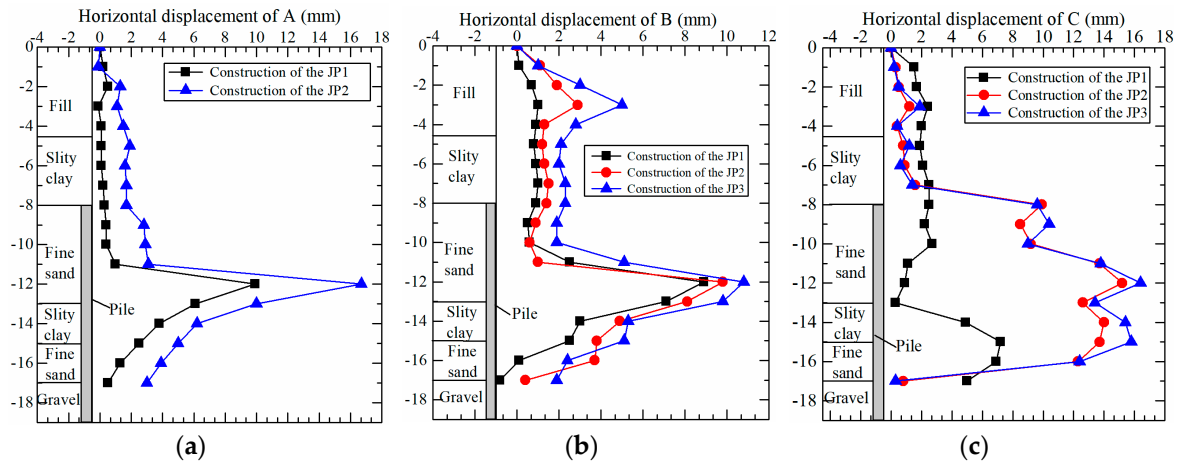 Horizontal displacement of A (mm)
-4 -2 0 2 4 6 8 10 12 14 16 18
0
-2
-4
-6
-8
-10
-12
-14
-16
-18
Construction of the JP1
Construction of the JP2
Fill
Slity
clay
Fine
sand
Slity
clay
Fine
sand
Gravel
Pile
(a)
Horizontal displacement of B (mm)
-4 -2 0 2 4 6 8 10 12
0
-2
-4
-6
-8
-10
-12
-14
-16
-18
Construction of the JP1
Construction of the JP2
Construction of the JP3
Fill
Slity
clay
Fine
sand
Slity
clay
Fine
sand
Gravel
Pile
(b)
Horizontal displacement of C (mm)
-4 -2 0 2 4 6 8 10 12 14 16 18
0
-2
-4
-6
-8
-10
-12
-14
-16
-18
Construction of the JP1
Construction of the JP2
Construction of the JP3
Fill
Slity
clay
Fine
sand
Slity
clay
Fine
sand
Gravel
Pile
(c)